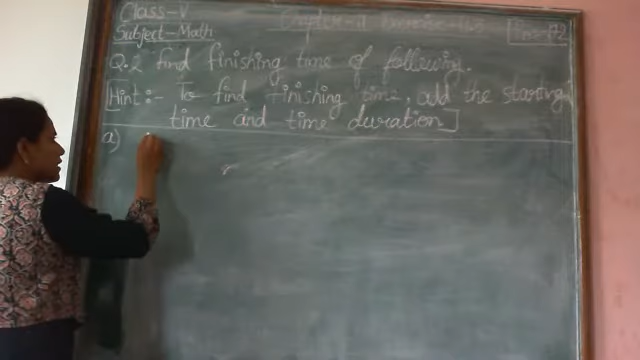 Class-V
Subject-Math
Q.2 find finishing time of following.
[Hint:- To find finishing time, add the starting
time and time duration]
a)